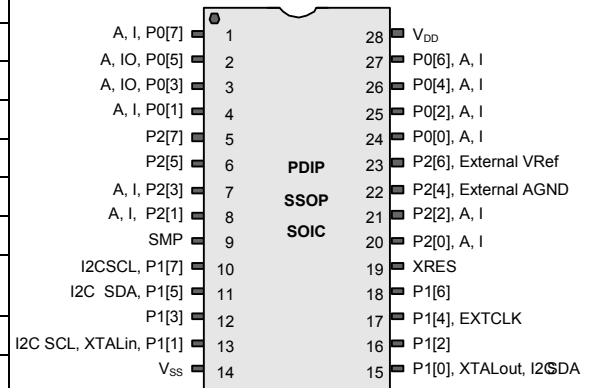 A, I, P0[7] 1 28 VDD
A, IO, P0[5] 2 27 P0[6], A, I
A, IO, P0[3] 3 26 P0[4], A, I
A, I, P0[1] 4 25 P0[2], A, I
P2[7] 5 24 P0[0], A, I
P2[5] 6 PDIP 23 P2[6], External VRef
A, I, P2[3] 7 SSOP 22 P2[4], External AGND
A, I, P2[1] 8 SOIC 21 P2[2], A, I
SMP 9 20 P2[0], A, I
I2CSCL, P1[7] 10 19 XRES
I2C SDA, P1[5] 11 18 P1[6]
P1[3] 12 17 P1[4], EXTCLK
I2C SCL, XTALin, P1[1] 13 16 P1[2]
VSS 14 15 P1[0], XTALout, I2CSDA